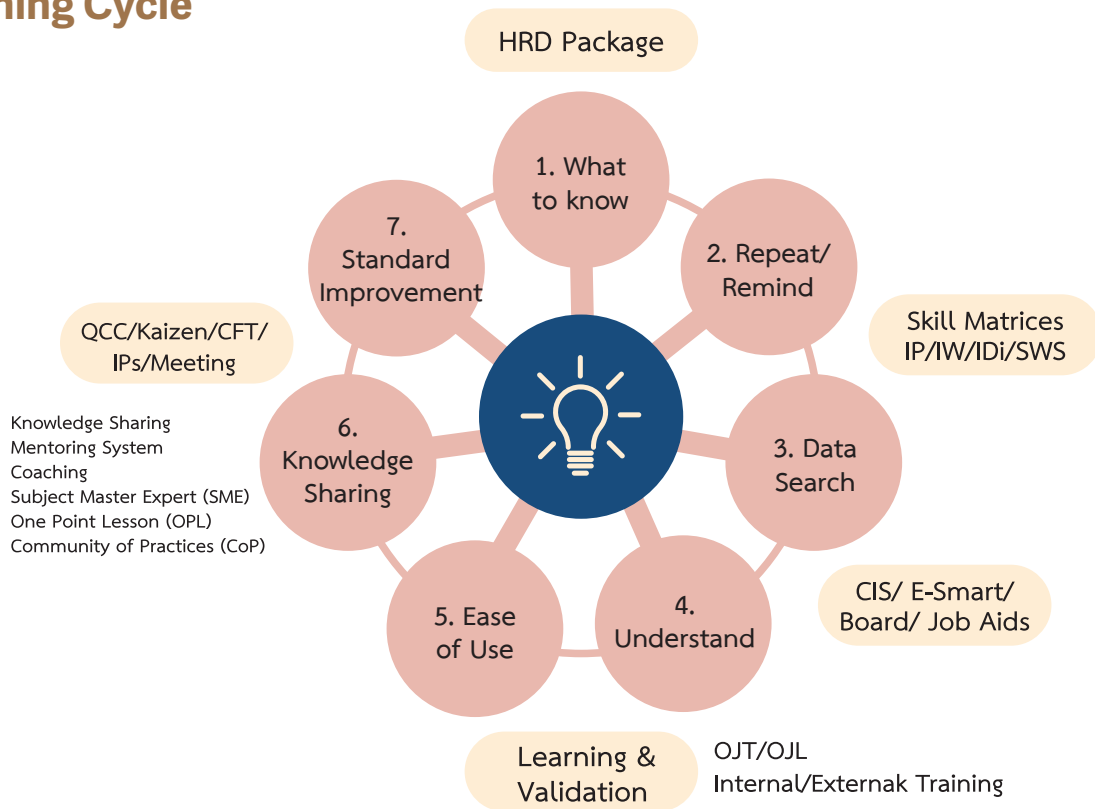 ning Cycle
HRD Package
1. What
to know
2. Repeat/
Remind
Skill Matrices
IP/IW/IDi/SWS
3. Data
Search
CIS/ E-Smart/
Board/ Job Aids
4.
Understand
Learning &
Validation
OJT/OJL
Internal/Externak Training
5. Ease
of Use
6.
Knowledge
Sharing
Knowledge Sharing
Mentoring System
Coaching
Subject Master Expert (SME)
One Point Lesson (OPL)
Community of Practices (CoP)
QCC/Kaizen/CFT/
IPs/Meeting
7.
Standard
Improvement